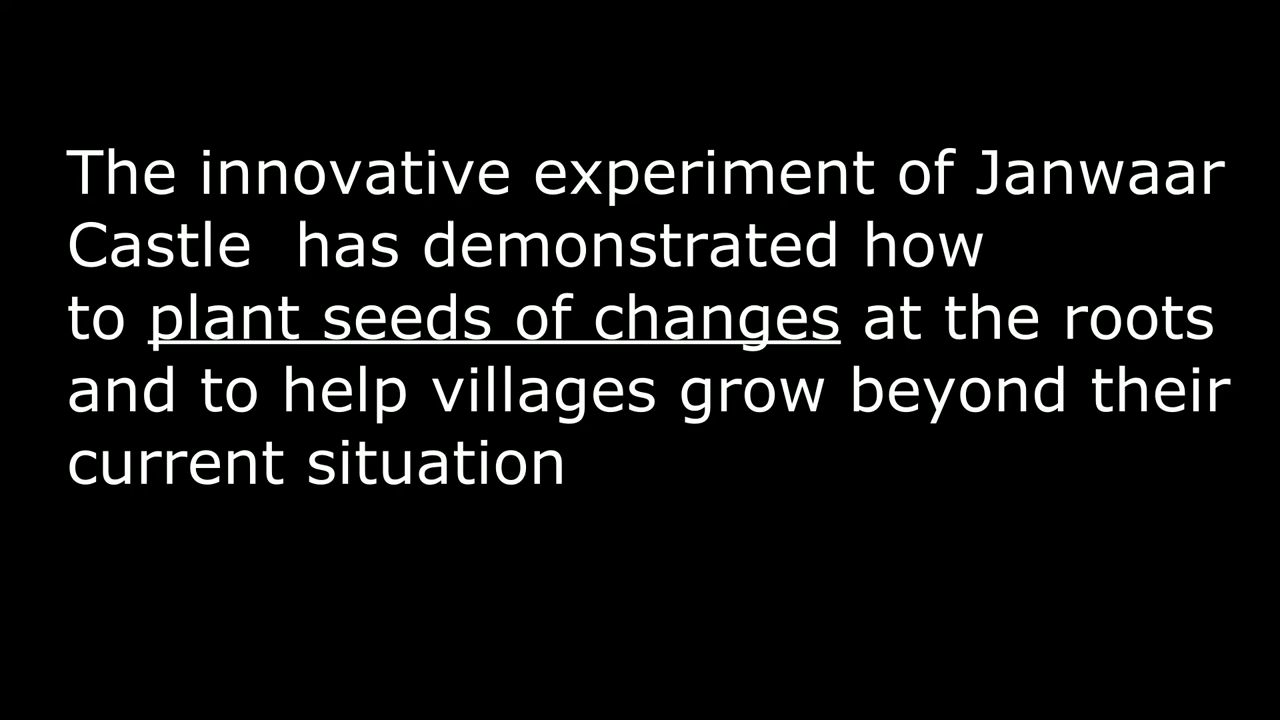 The innovative experiment of Janwaar
Castle  has demonstrated how
to plant seeds of changes at the roots
and to help villages grow beyond their
current situation